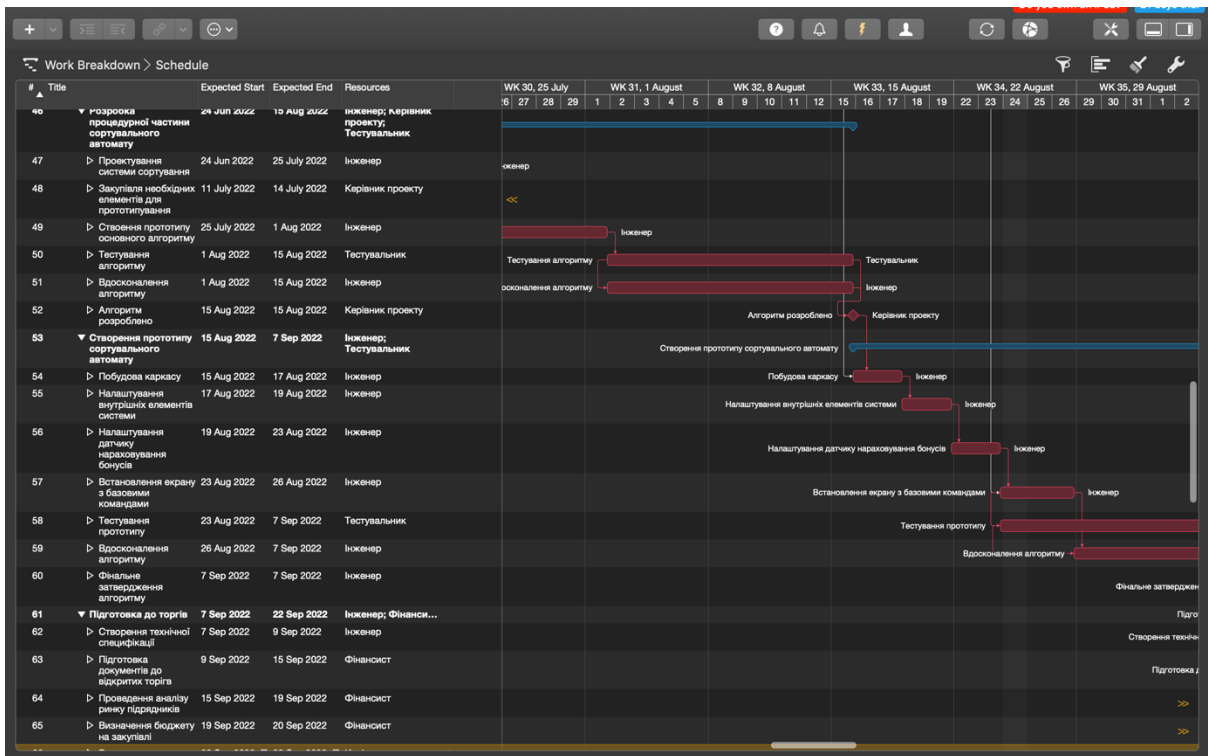 Work Breakdown > Schedule
# Title Expected Start Expected End Resources
WK 30, 25 July WK 31, 1 August WK 32, 8 August WK 33, 15 August WK 34, 22 August WK 35, 29 August
26 27 28 29 1 2 3 4 5 8 9 10 11 12 15 16 17 18 19 22 23 24 25 26 29 30 31 1 2
46 Розробка 24 Jun 2022 15 Aug 2022 Інженер; Керівник
процедурної частини проекту;
сортувального Тестувальник
автомату
47 Проектування 24 Jun 2022 25 July 2022 Інженер
системи сортування
48 Закупівля необхідних 11 July 2022 14 July 2022 Керівник проекту
елементів для
прототипування
49 Ствоення прототипу 25 July 2022 1 Aug 2022 Інженер Інженер
основного алгоритму
50 Тестування 1 Aug 2022 15 Aug 2022 Тестувальник Тестування алгоритму Тестувальник
алгоритму
51 Вдосконалення 1 Aug 2022 15 Aug 2022 Інженер осконалення алгоритму Інженер
алгоритму
52 Алгоритм 15 Aug 2022 15 Aug 2022 Керівник проекту Алгоритм розроблено Керівник проекту
розроблено
53 Створення прототипу 15 Aug 2022 7 Sep 2022 Інженер; Створення прототипу сортувального автомату
сортувального Тестувальник
автомату
54 Побудова каркасу 15 Aug 2022 17 Aug 2022 Інженер Побудова каркасу Інженер
55 Налаштування 17 Aug 2022 19 Aug 2022 Інженер Налаштування внутрішніх елементів системи Інженер
внутрішніх елементів
системи
56 Налаштування 19 Aug 2022 23 Aug 2022 Інженер Налаштування датчику нараховування бонусів Інженер
датчику
нараховування
бонусів
57 Встановлення екрану 23 Aug 2022 26 Aug 2022 Інженер Встановлення екрану з базовими командами Інженер
з базовими
командами
58 Тестування 23 Aug 2022 7 Sep 2022 Тестувальник Тестування прототипу
прототипу
59 Вдосконалення 26 Aug 2022 7 Sep 2022 Інженер Вдосконалення алгоритму
алгоритму
60 Фінальне 7 Sep 2022 7 Sep 2022 Інженер Фінальне затверджен
затвердження
алгоритму
61 Підготовка до торгів 7 Sep 2022 22 Sep 2022 Інженер; Фінанси... Підго
62 Створення технічної 7 Sep 2022 9 Sep 2022 Інженер Створення техніч
специфікації
63 Підготовка 9 Sep 2022 15 Sep 2022 Фінансист Підготовка
документів до
відкритих торгів
64 Проведення аналізу 15 Sep 2022 19 Sep 2022 Фінансист
ринку підрядників
65 Визначення бюджету 19 Sep 2022 20 Sep 2022 Фінансист
на закупівлі